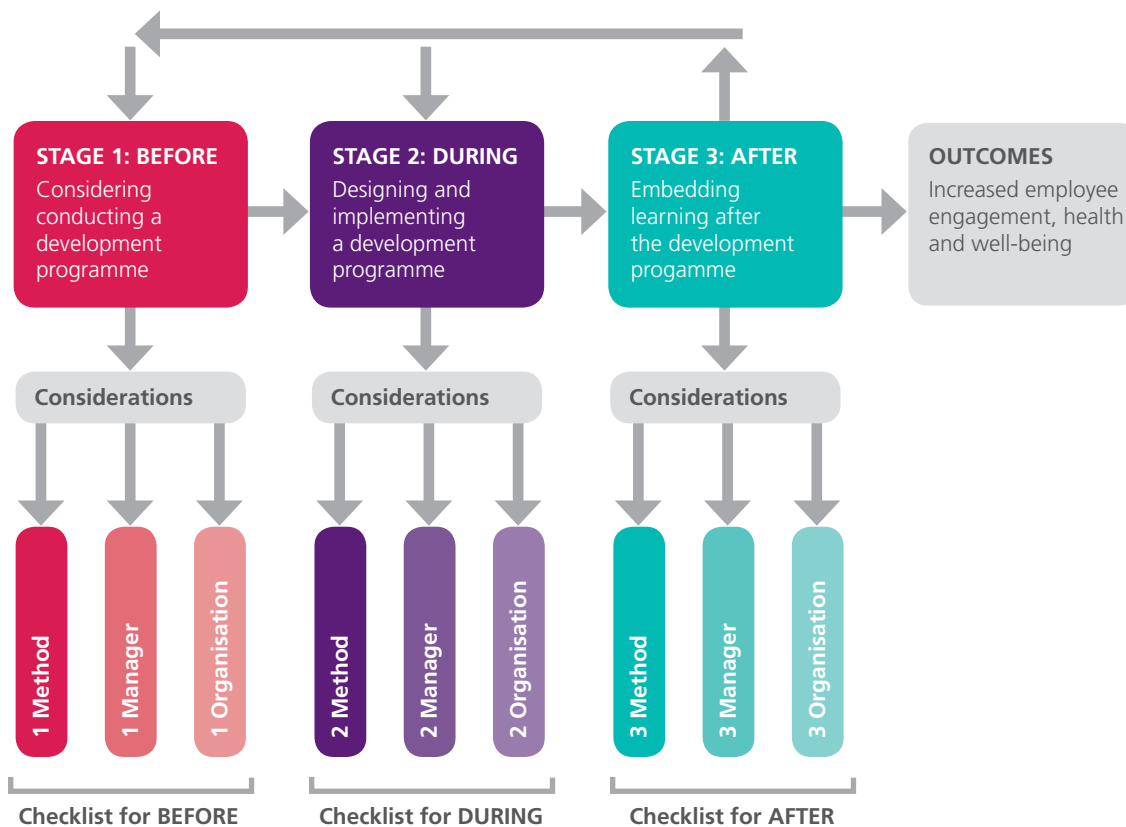 STAGE 1: BEFORE
Considering
conducting a
development
programme
STAGE 2: DURING
Designing and
implementing
a development
programme
STAGE 3: AFTER
Embedding
learning after
the development
progamme
OUTCOMES
Increased employee
engagement, health
and well-being
Considerations
Considerations
Considerations
1 Method
1 Manager
1 Organisation
2 Method
2 Manager
2 Organisation
3 Method
3 Manager
3 Organisation
Checklist for BEFORE
Checklist for DURING
Checklist for AFTER